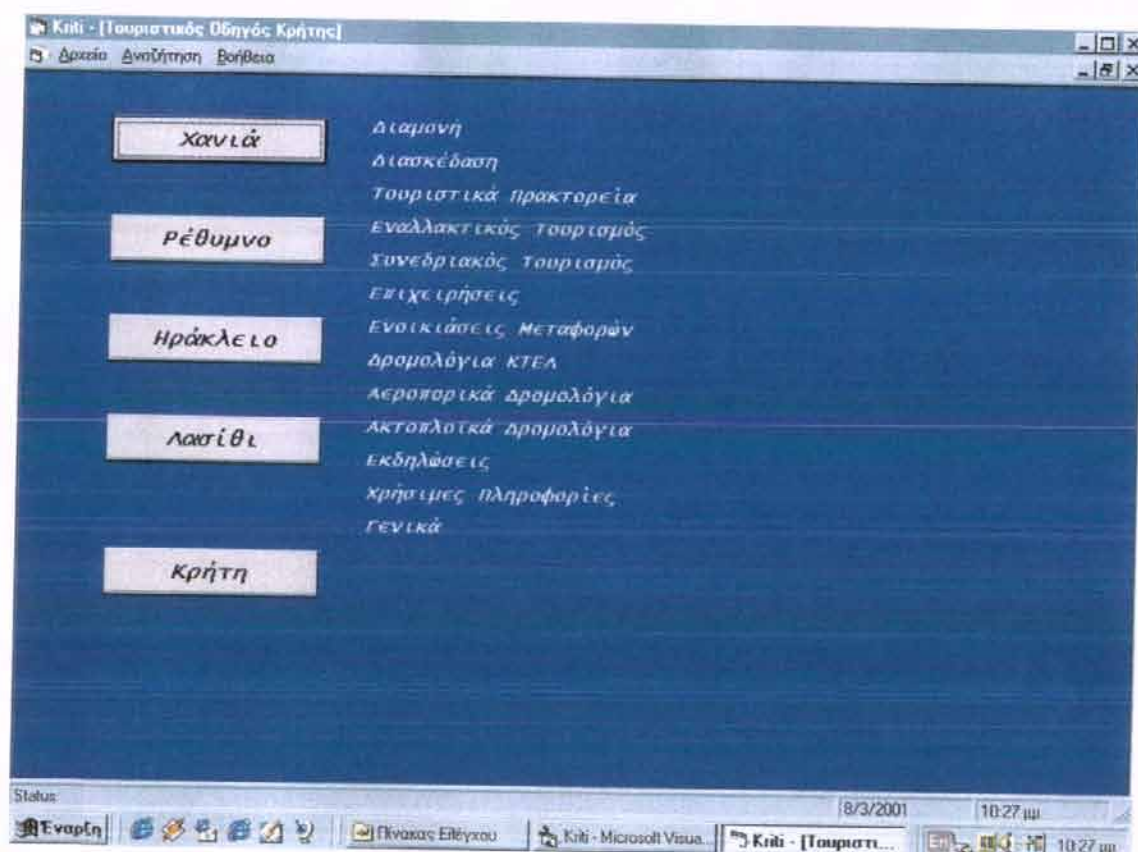 Kriti - [Τουριστικός Οδηγός Κρήτης]
Αρχείο Αναζήτηση Βοήθεια
Χανιά
Ρέθυμνο
Ηράκλειο
Λασίθι
Κρήτη
Διαμονή
Διασκέδαση
Τουριστικά Πρακτορεία
Εναλλακτικός Τουρισμός
Συνεδριακός Τουρισμός
Επιχειρήσεις
Ενοικιάσεις Μεταφορών
Δρομολόγια ΚΤΕΛ
Αεροπορικά Δρομολόγια
Ακτοπλοϊκά Δρομολόγια
Εκδηλώσεις
Χρήσιμες Πληροφορίες
Γενικά
Status
8/3/2001 10:27 μμ
Έναρξη Πίνακας Ελέγχου Kriti - Microsoft Visua... Kriti - [Τουριστι... En 10:27 μμ